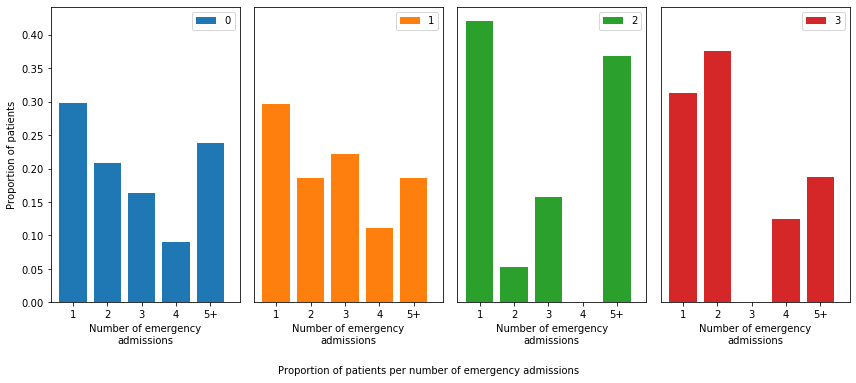 0
1
2
3
0.40
0.35
0.30
0.25
0.20
0.15
0.10
0.05
0.00
Proportion of patients
1 2 3 4 5+
Number of emergency
admissions
1 2 3 4 5+
Number of emergency
admissions
1 2 3 4 5+
Number of emergency
admissions
1 2 3 4 5+
Number of emergency
admissions
Proportion of patients per number of emergency admissions